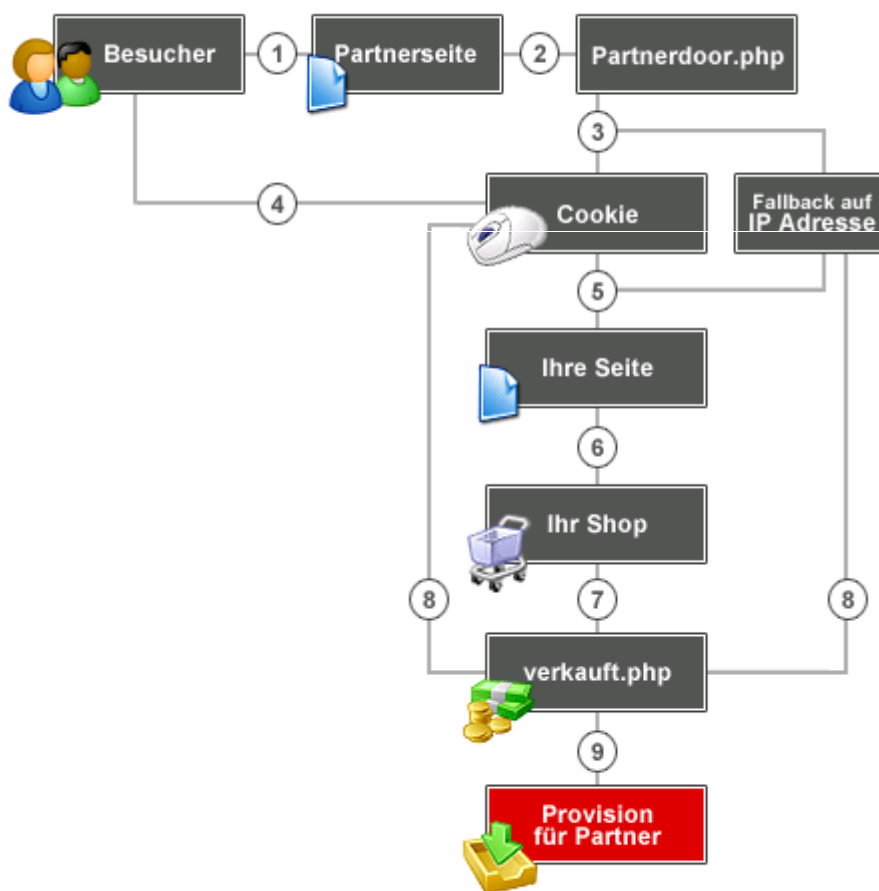 Besucher
1
Partnerseite
2
Partnerdoor.php
3
4
Cookie
Fallback auf
IP Adresse
5
Ihre Seite
6
Ihr Shop
8
7
8
verkauft.php
9
Provision
für Partner